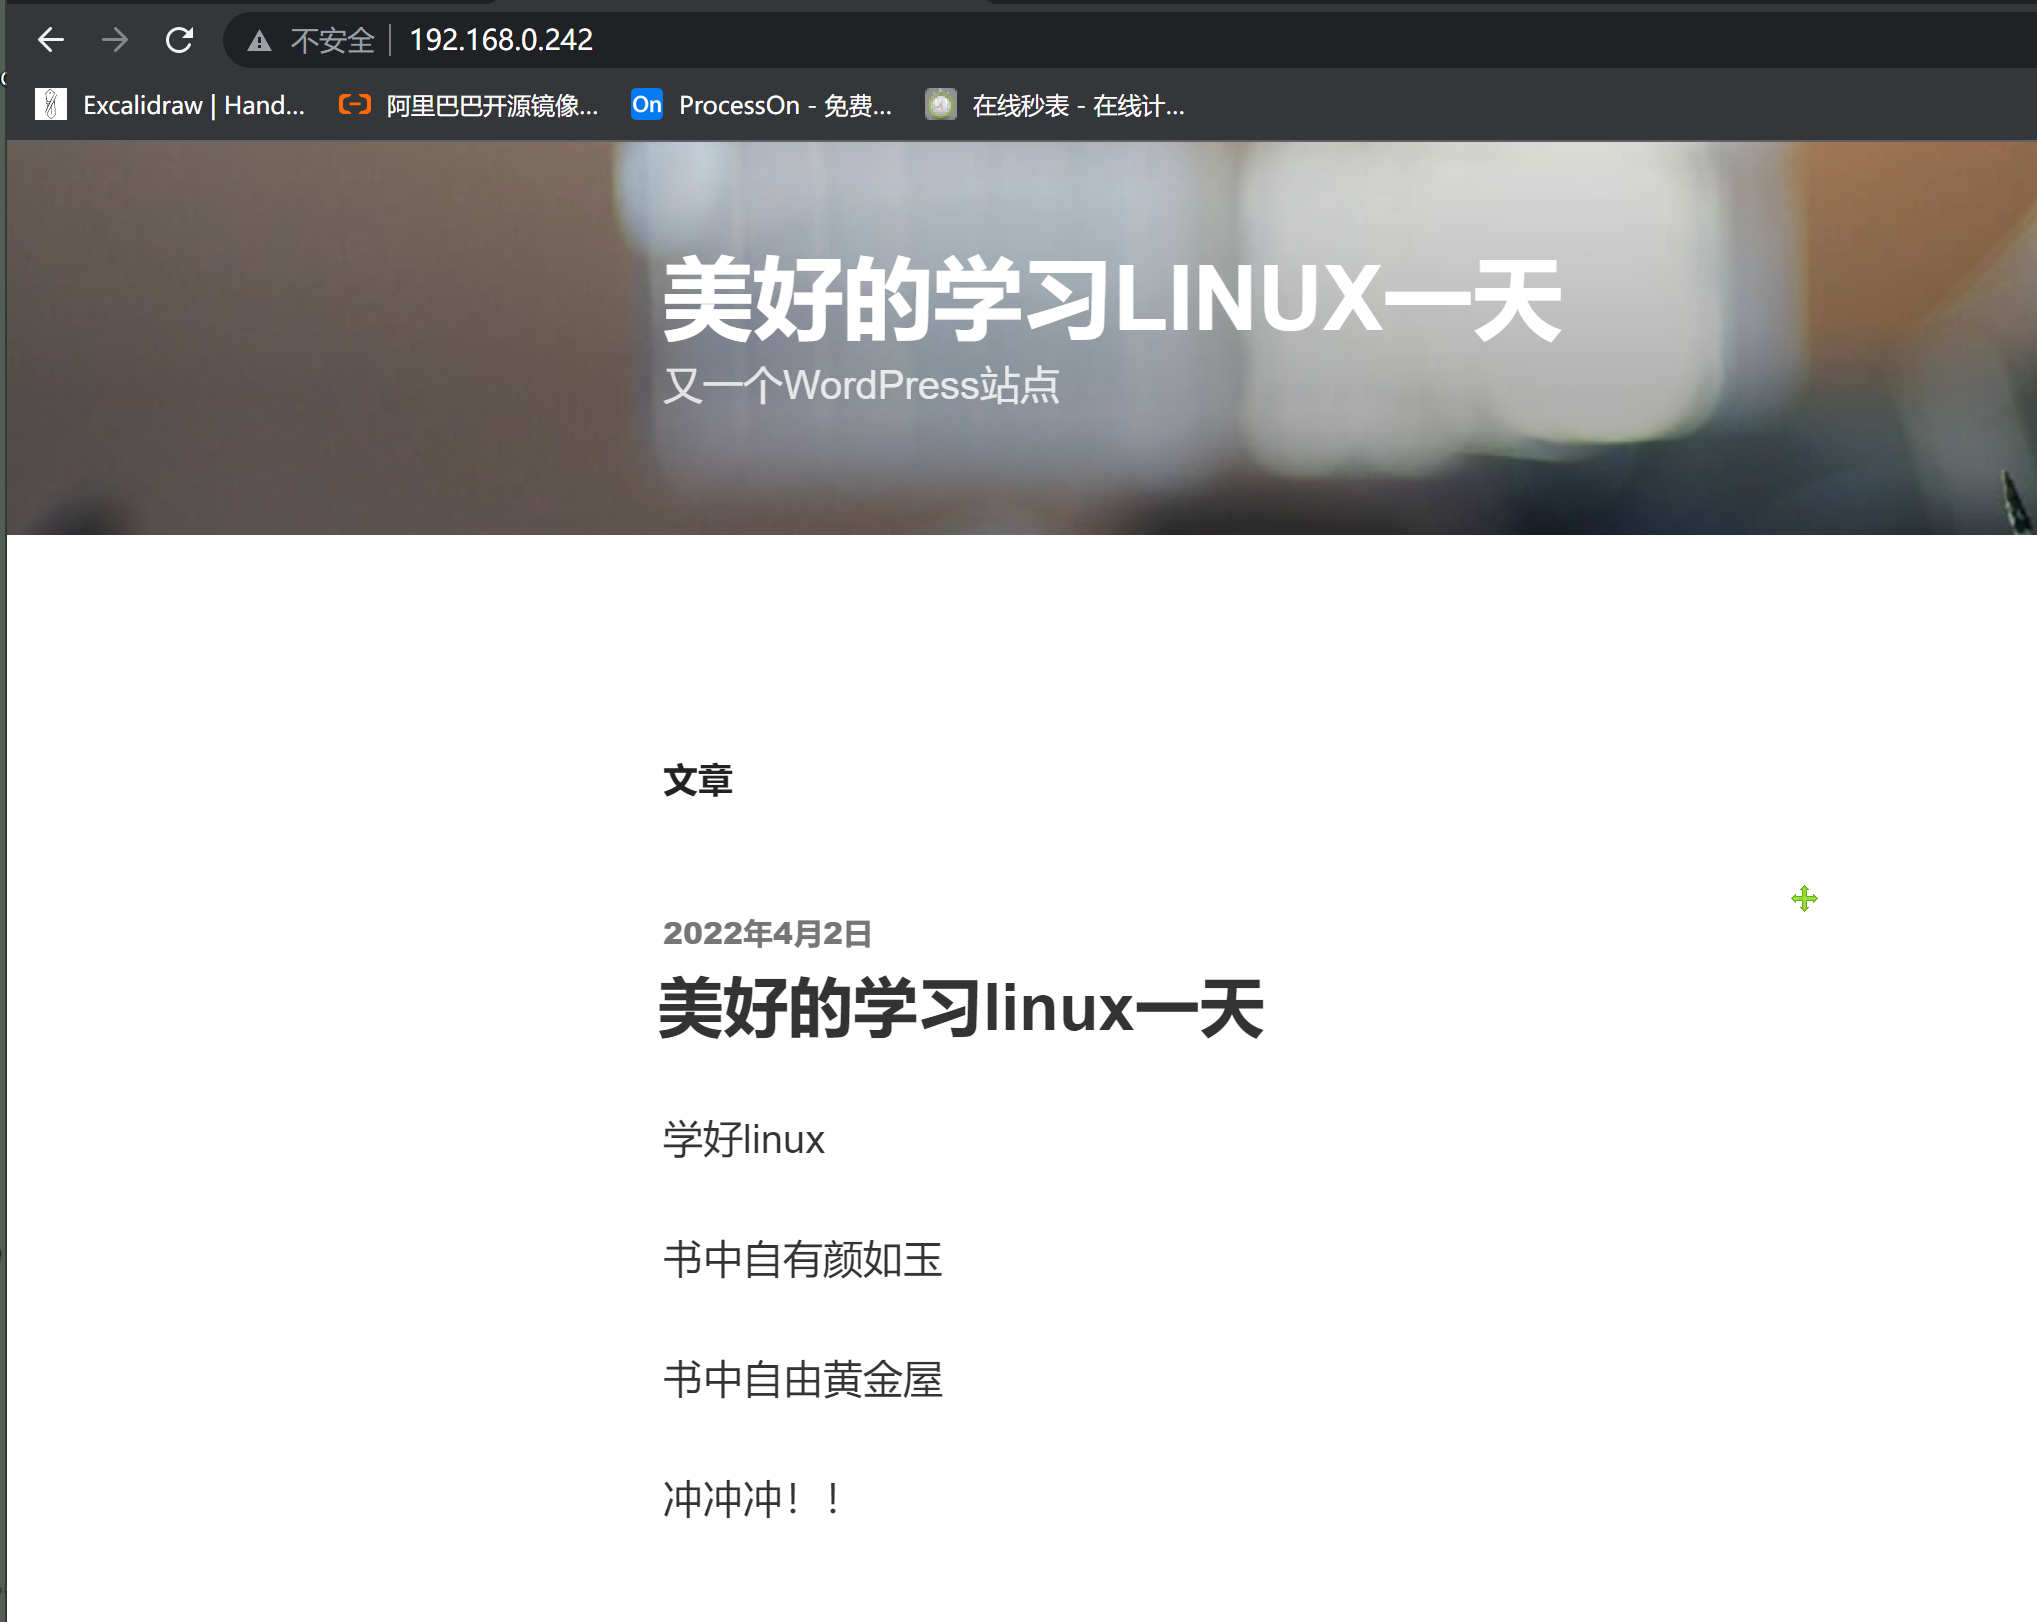 不安全 192.168.0.242
Excalidraw | Hand... 阿里巴巴开源镜像... On ProcessOn - 免费... 在线秒表 - 在线计...
美好的学习LINUX一天
又一个WordPress站点
文章
2022年4月2日
美好的学习linux一天
学好linux
书中自有颜如玉
书中自由黄金屋
冲冲冲！！